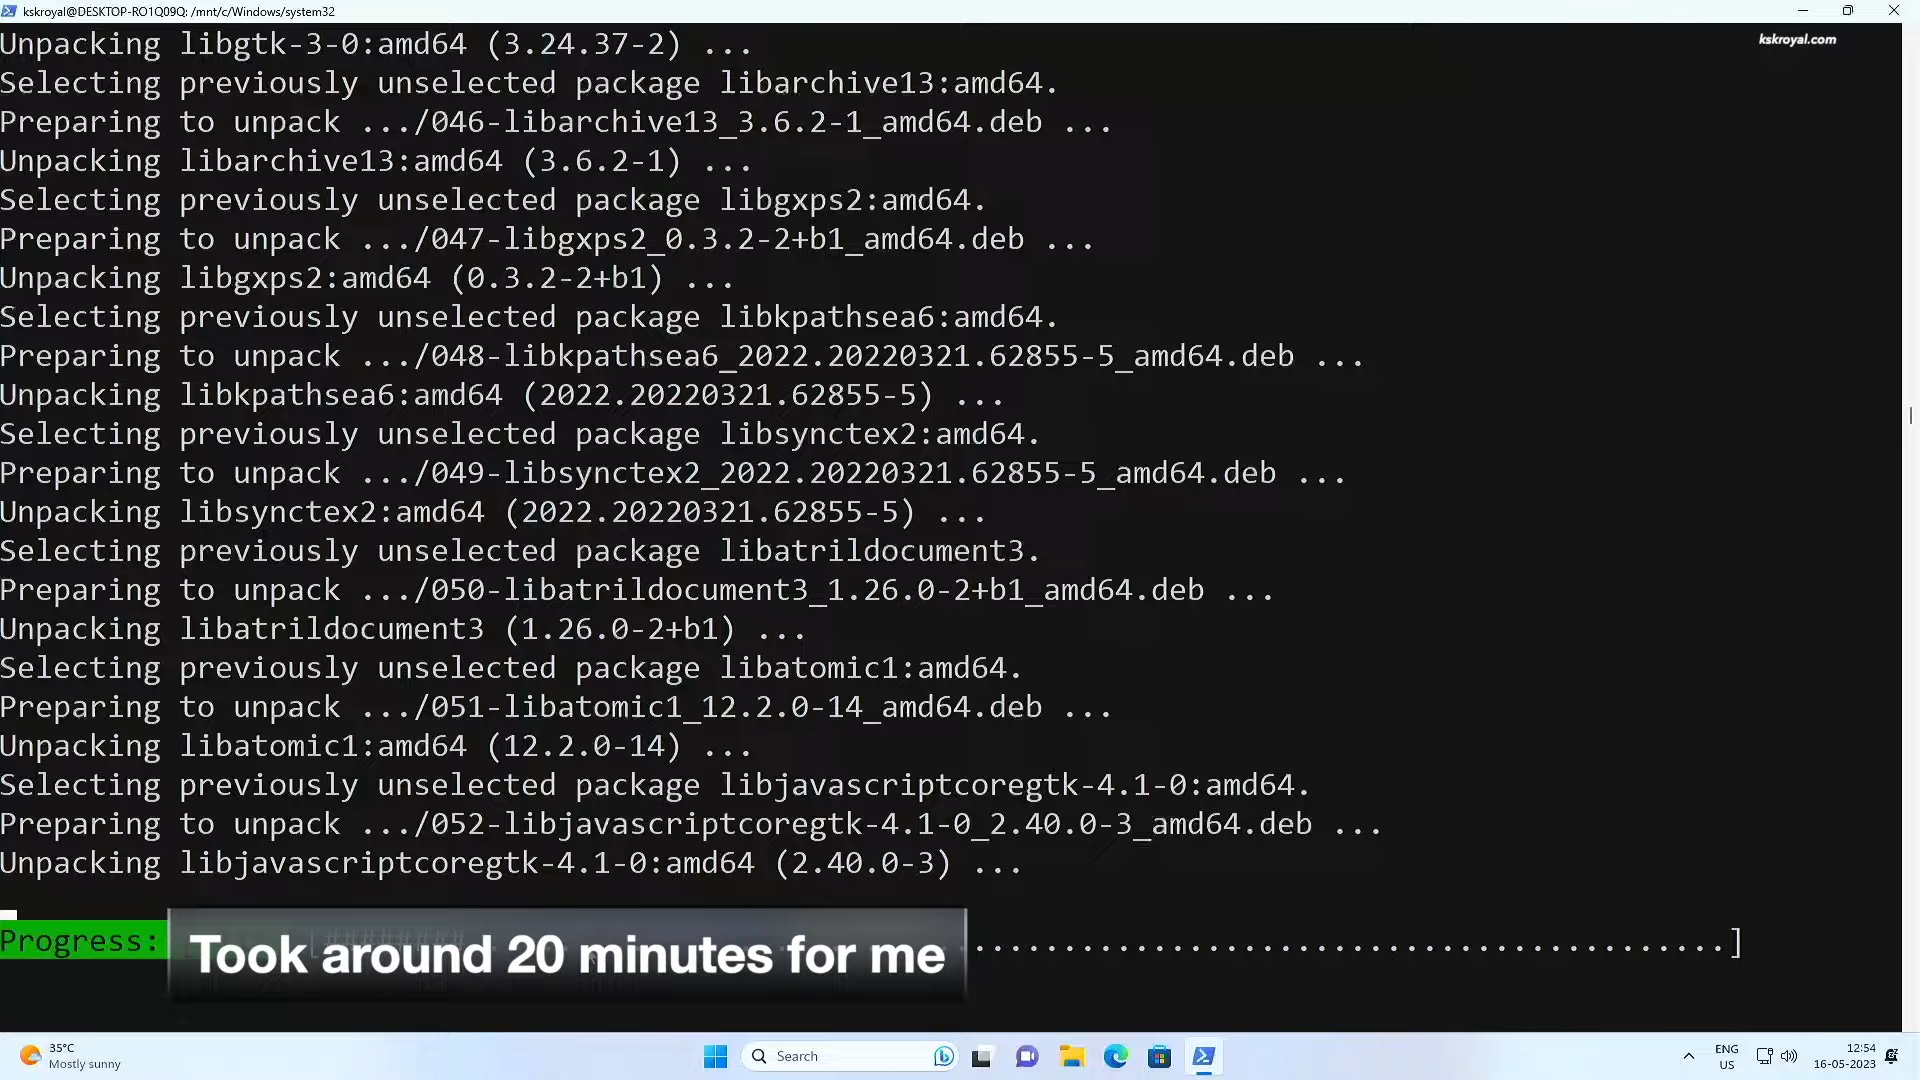 kskroyal@DESKTOP-RO1Q09Q: /mnt/c/Windows/system32
kskroyal.com
Unpacking libgtk-3-0:amd64 (3.24.37-2) ...
Selecting previously unselected package libarchive13:amd64.
Preparing to unpack .../046-libarchive13_3.6.2-1_amd64.deb ...
Unpacking libarchive13:amd64 (3.6.2-1) ...
Selecting previously unselected package libgxps2:amd64.
Preparing to unpack .../047-libgxps2_0.3.2-2+b1_amd64.deb ...
Unpacking libgxps2:amd64 (0.3.2-2+b1) ...
Selecting previously unselected package libkpathsea6:amd64.
Preparing to unpack .../048-libkpathsea6_2022.20220321.62855-5_amd64.deb ...
Unpacking libkpathsea6:amd64 (2022.20220321.62855-5) ...
Selecting previously unselected package libsynctex2:amd64.
Preparing to unpack .../049-libsynctex2_2022.20220321.62855-5_amd64.deb ...
Unpacking libsynctex2:amd64 (2022.20220321.62855-5) ...
Selecting previously unselected package libatrildocument3.
Preparing to unpack .../050-libatrildocument3_1.26.0-2+b1_amd64.deb ...
Unpacking libatrildocument3 (1.26.0-2+b1) ...
Selecting previously unselected package libatomic1:amd64.
Preparing to unpack .../051-libatomic1_12.2.0-14_amd64.deb ...
Unpacking libatomic1:amd64 (12.2.0-14) ...
Selecting previously unselected package libjavascriptcoregtk-4.1-0:amd64.
Preparing to unpack .../052-libjavascriptcoregtk-4.1-0_2.40.0-3_amd64.deb ...
Unpacking libjavascriptcoregtk-4.1-0:amd64 (2.40.0-3) ...
Progress: ..........................................]
Took around 20 minutes for me
35°C
Mostly sunny
Search
ENG
US
12:54
16-05-2023